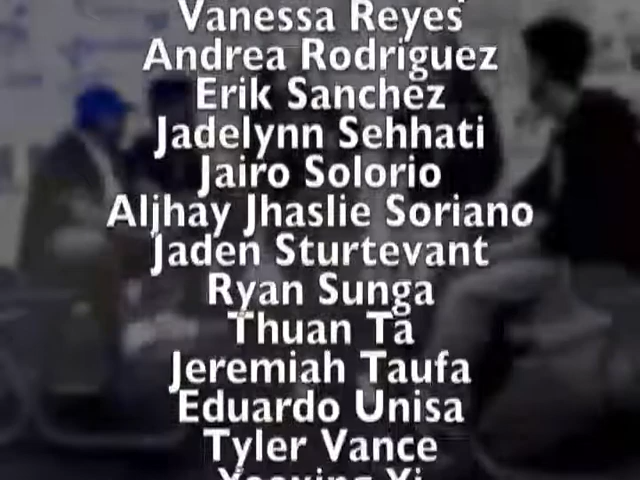 Vanessa Reyes
Andrea Rodriguez
Erik Sanchez
Jadelynn Sehhati
Jairo Solorio
Aljhay Jhaslie Soriano
Jaden Sturtevant
Ryan Sunga
Thuan Ta
Jeremiah Taufa
Eduardo Unisa
Tyler Vance